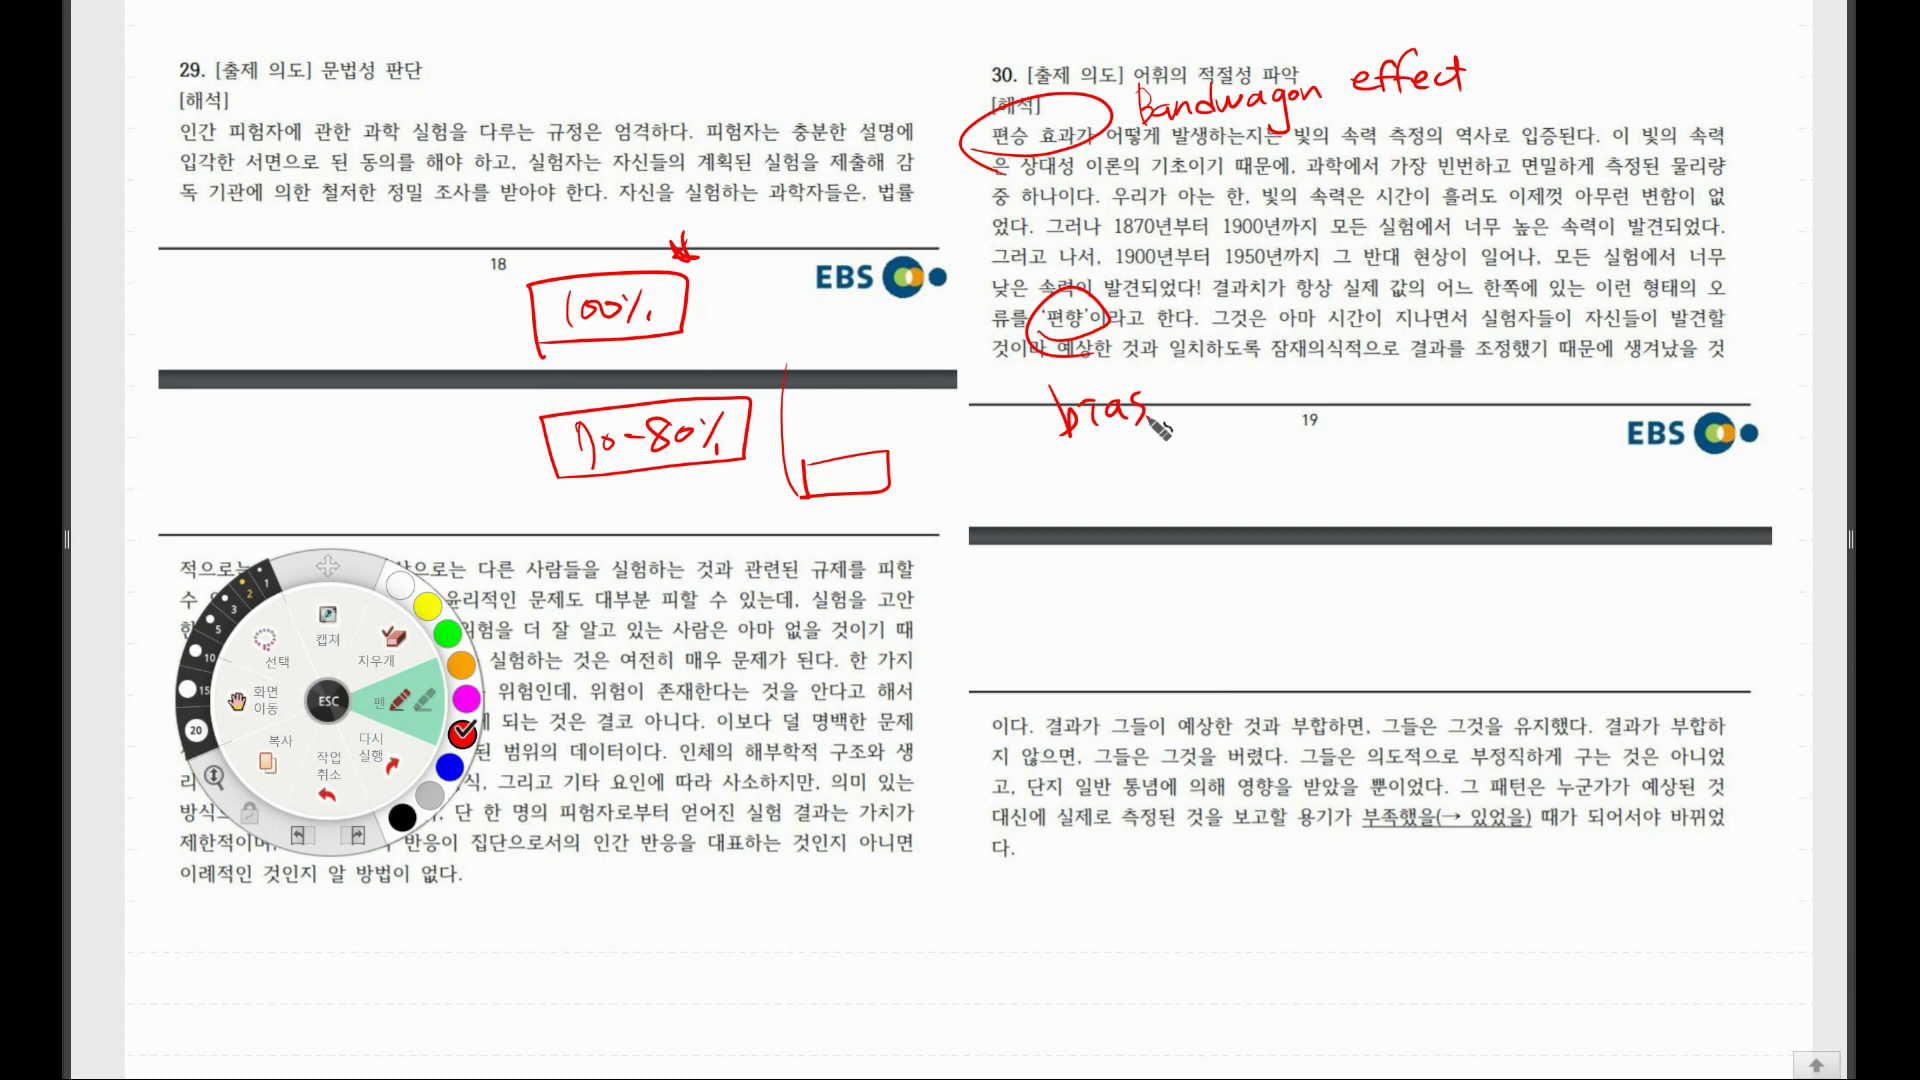 29. [출제 의도] 문법성 판단
[해석]
인간 피험자에 관한 과학 실험을 다루는 규정은 엄격하다. 피험자는 충분한 설명에
입각한 서면으로 된 동의를 해야 하고, 실험자는 자신들의 계획된 실험을 제출해 감
독 기관에 의한 철저한 정밀 조사를 받아야 한다. 자신을 실험하는 과학자들은, 법률
18
EBS
100%
70-80%
적으로는
상으로는 다른 사람들을 실험하는 것과 관련된 규제를 피할
수
윤리적인 문제도 대부분 피할 수 있는데, 실험을 고안
한
위험을 더 잘 알고 있는 사람은 아마 없을 것이기 때
실험하는 것은 여전히 매우 문제가 된다. 한 가지
위험인데, 위험이 존재한다는 것을 안다고 해서
게 되는 것은 결코 아니다. 이보다 덜 명백한 문제
된 범위의 데이터이다. 인체의 해부학적 구조와 생
리
식, 그리고 기타 요인에 따라 사소하지만, 의미 있는
방식으
단 한 명의 피험자로부터 얻어진 실험 결과는 가치가
제한적이며,
반응이 집단으로서의 인간 반응을 대표하는 것인지 아니면
이례적인 것인지 알 방법이 없다.
1
2
3
5
10
15
20
캡처
선택
지우개
화면
이동
ESC
펜
복사
작업
취소
다시
실행
30. [출제 의도] 어휘의 적절성 파악
Bandwagon effect
[해석]
편승 효과가 어떻게 발생하는지는 빛의 속력 측정의 역사로 입증된다. 이 빛의 속력
은 상대성 이론의 기초이기 때문에, 과학에서 가장 빈번하고 면밀하게 측정된 물리량
중 하나이다. 우리가 아는 한, 빛의 속력은 시간이 흘러도 이제껏 아무런 변함이 없
었다. 그러나 1870년부터 1900년까지 모든 실험에서 너무 높은 속력이 발견되었다.
그러고 나서, 1900년부터 1950년까지 그 반대 현상이 일어나, 모든 실험에서 너무
낮은 속력이 발견되었다! 결과치가 항상 실제 값의 어느 한쪽에 있는 이런 형태의 오
류를 '편향'이라고 한다. 그것은 아마 시간이 지나면서 실험자들이 자신들이 발견할
것이라 예상한 것과 일치하도록 잠재의식적으로 결과를 조정했기 때문에 생겨났을 것
bias
19
EBS
이다. 결과가 그들이 예상한 것과 부합하면, 그들은 그것을 유지했다. 결과가 부합하
지 않으면, 그들은 그것을 버렸다. 그들은 의도적으로 부정직하게 구는 것은 아니었
고, 단지 일반 통념에 의해 영향을 받았을 뿐이었다. 그 패턴은 누군가가 예상된 것
대신에 실제로 측정된 것을 보고할 용기가 부족했을(→ 있었을) 때가 되어서야 바뀌었
다.